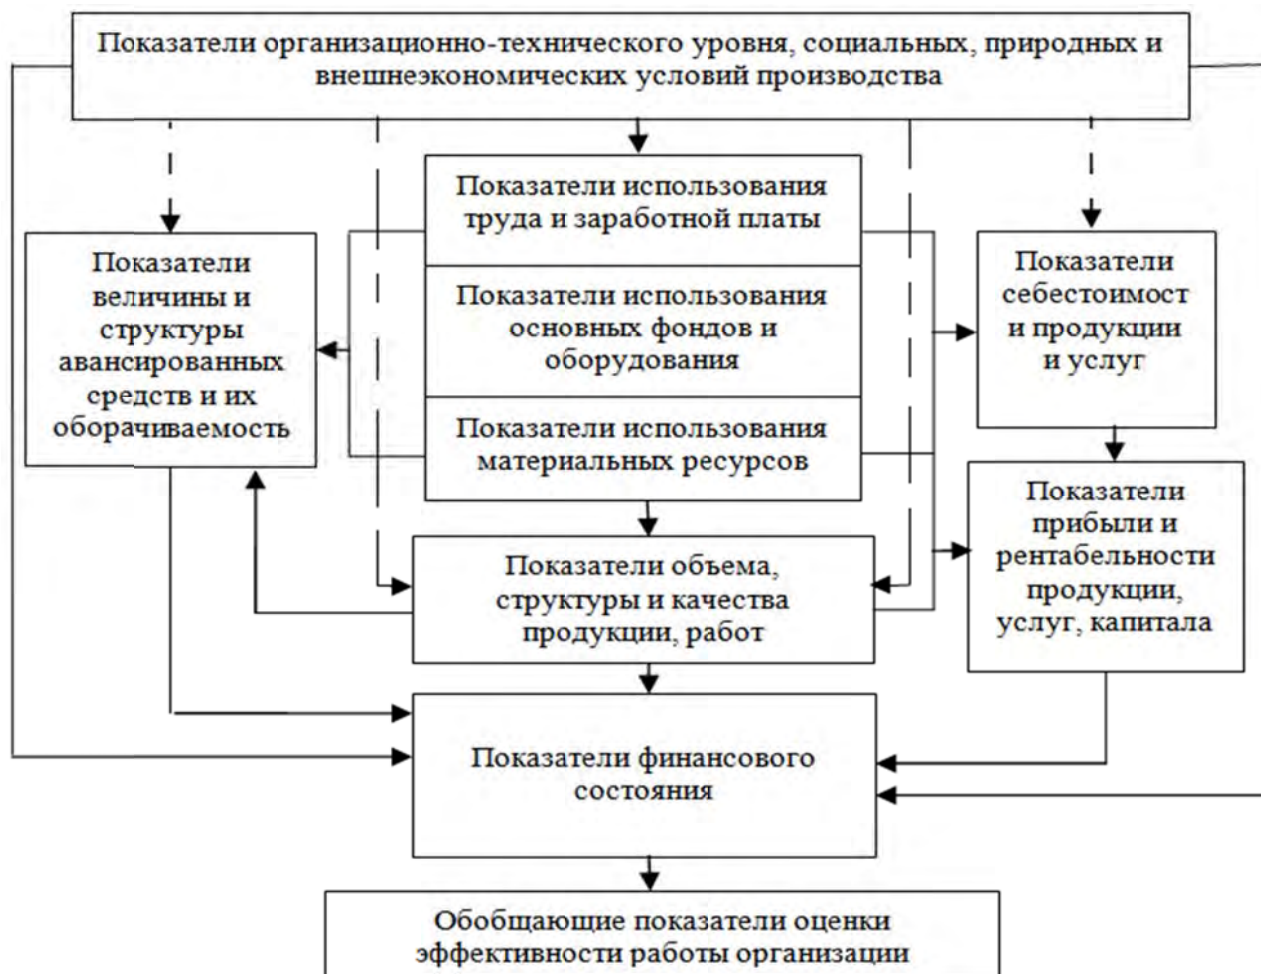 Показатели организационно-технического уровня, социальных, природных и
внешнеэкономических условий производства
Показатели использования
труда и заработной платы
Показатели
величины и
структуры
авансированных
средств и их
оборачиваемость
Показатели использования
основных фондов и
оборудования
Показатели
себестоимост
и продукции
и услуг
Показатели использования
материальных ресурсов
Показатели
прибыли и
рентабельности
продукции,
услуг, капитала
Показатели объема,
структуры и качества
продукции, работ
Показатели финансового
состояния
Обобщающие показатели оценки
эффективности работы организации